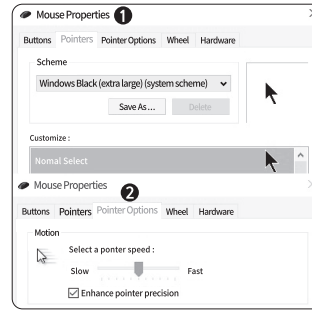 Mouse Properties 1
Buttons Pointers Pointer Options Wheel Hardware
Scheme
Windows Black (extra large) (system scheme)
Save As ... Delete
Customize :
Nomal Select
Mouse Properties 2
Buttons Pointers Pointer Options Wheel Hardware
Motion
Select a ponter speed :
Slow Fast
Enhance pointer precision